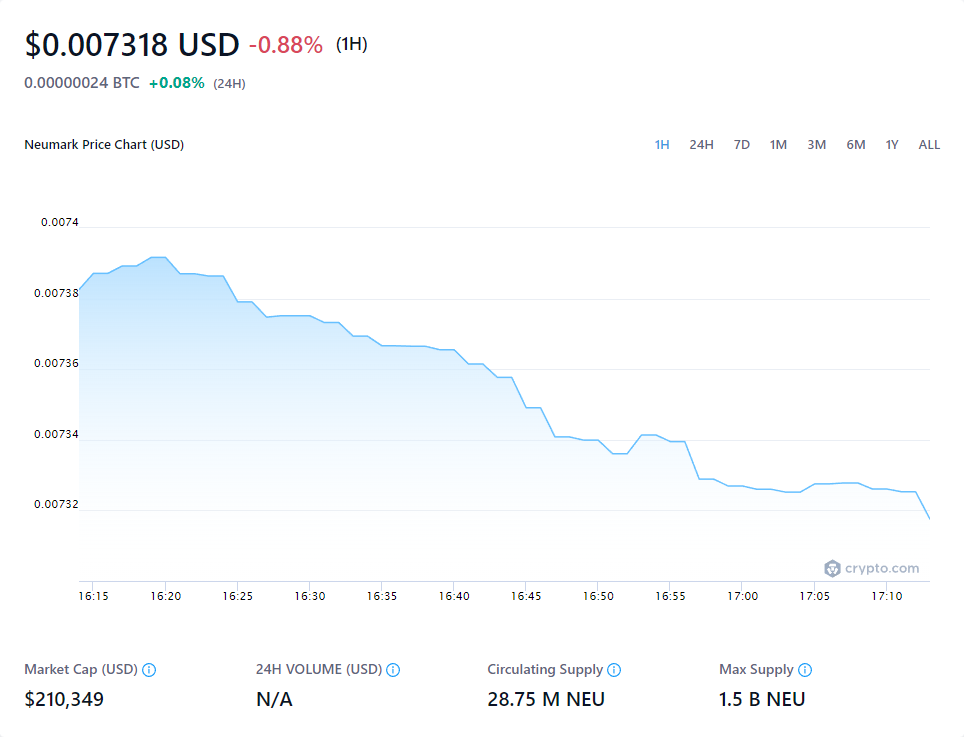 $0.007318 USD -0.88% (1H)
0.00000024 BTC +0.08% (24H)
Neumark Price Chart (USD) 1H 24H 7D 1M 3M 6M 1Y ALL
0.0074
0.00738
0.00736
0.00734
0.00732
crypto.com
16:15 16:20 16:25 16:30 16:35 16:40 16:45 16:50 16:55 17:00 17:05 17:10
Market Cap (USD) 24H VOLUME (USD) Circulating Supply Max Supply
$210,349 N/A 28.75 M NEU 1.5 B NEU